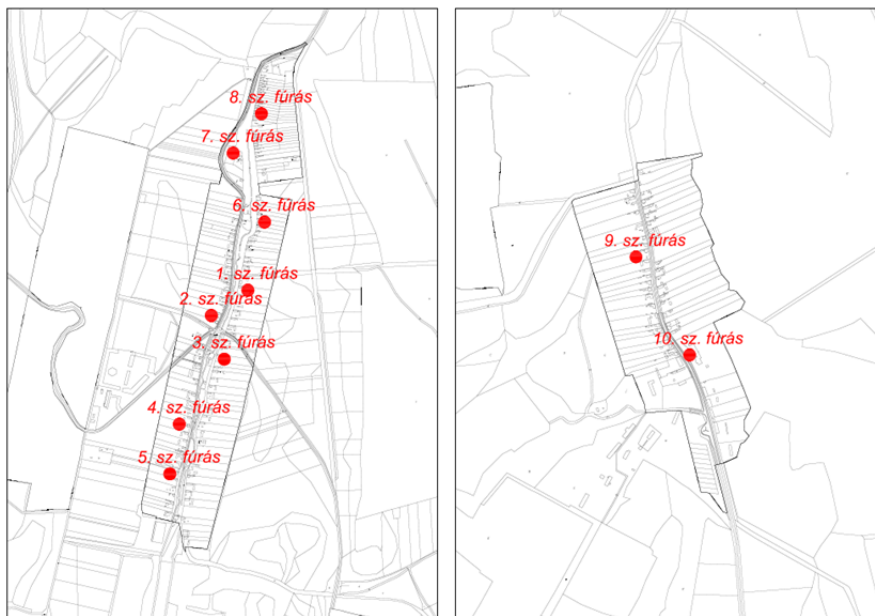 8. sz. fúrás
7. sz. fúrás
6. sz. fúrás
1. sz. fúrás
2. sz. fúrás
3. sz. fúrás
4. sz. fúrás
5. sz. fúrás
9. sz. fúrás
10. sz. fúrás